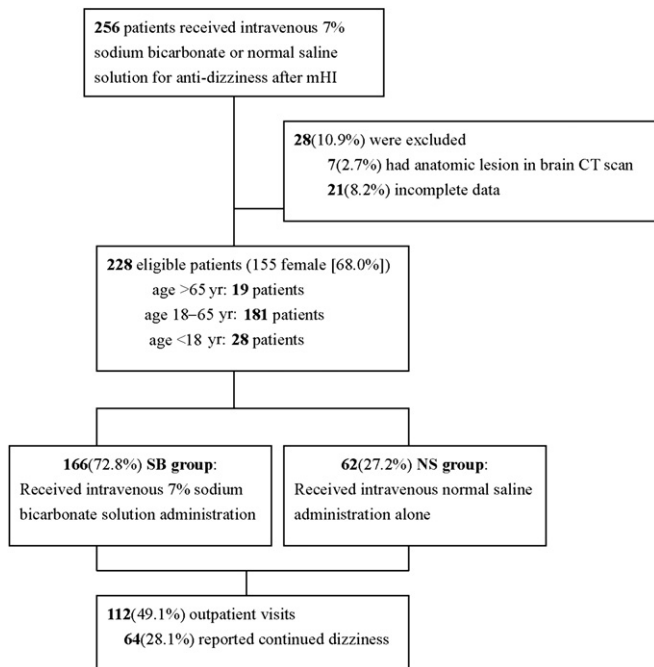 256 patients received intravenous 7%
sodium bicarbonate or normal saline
solution for anti-dizziness after mHI
28(10.9%) were excluded
7(2.7%) had anatomic lesion in brain CT scan
21(8.2%) incomplete data
228 eligible patients (155 female [68.0%])
age >65 yr: 19 patients
age 18–65 yr: 181 patients
age <18 yr: 28 patients
166(72.8%) SB group:
Received intravenous 7% sodium
bicarbonate solution administration
62(27.2%) NS group:
Received intravenous normal saline
administration alone
112(49.1%) outpatient visits
64(28.1%) reported continued dizziness